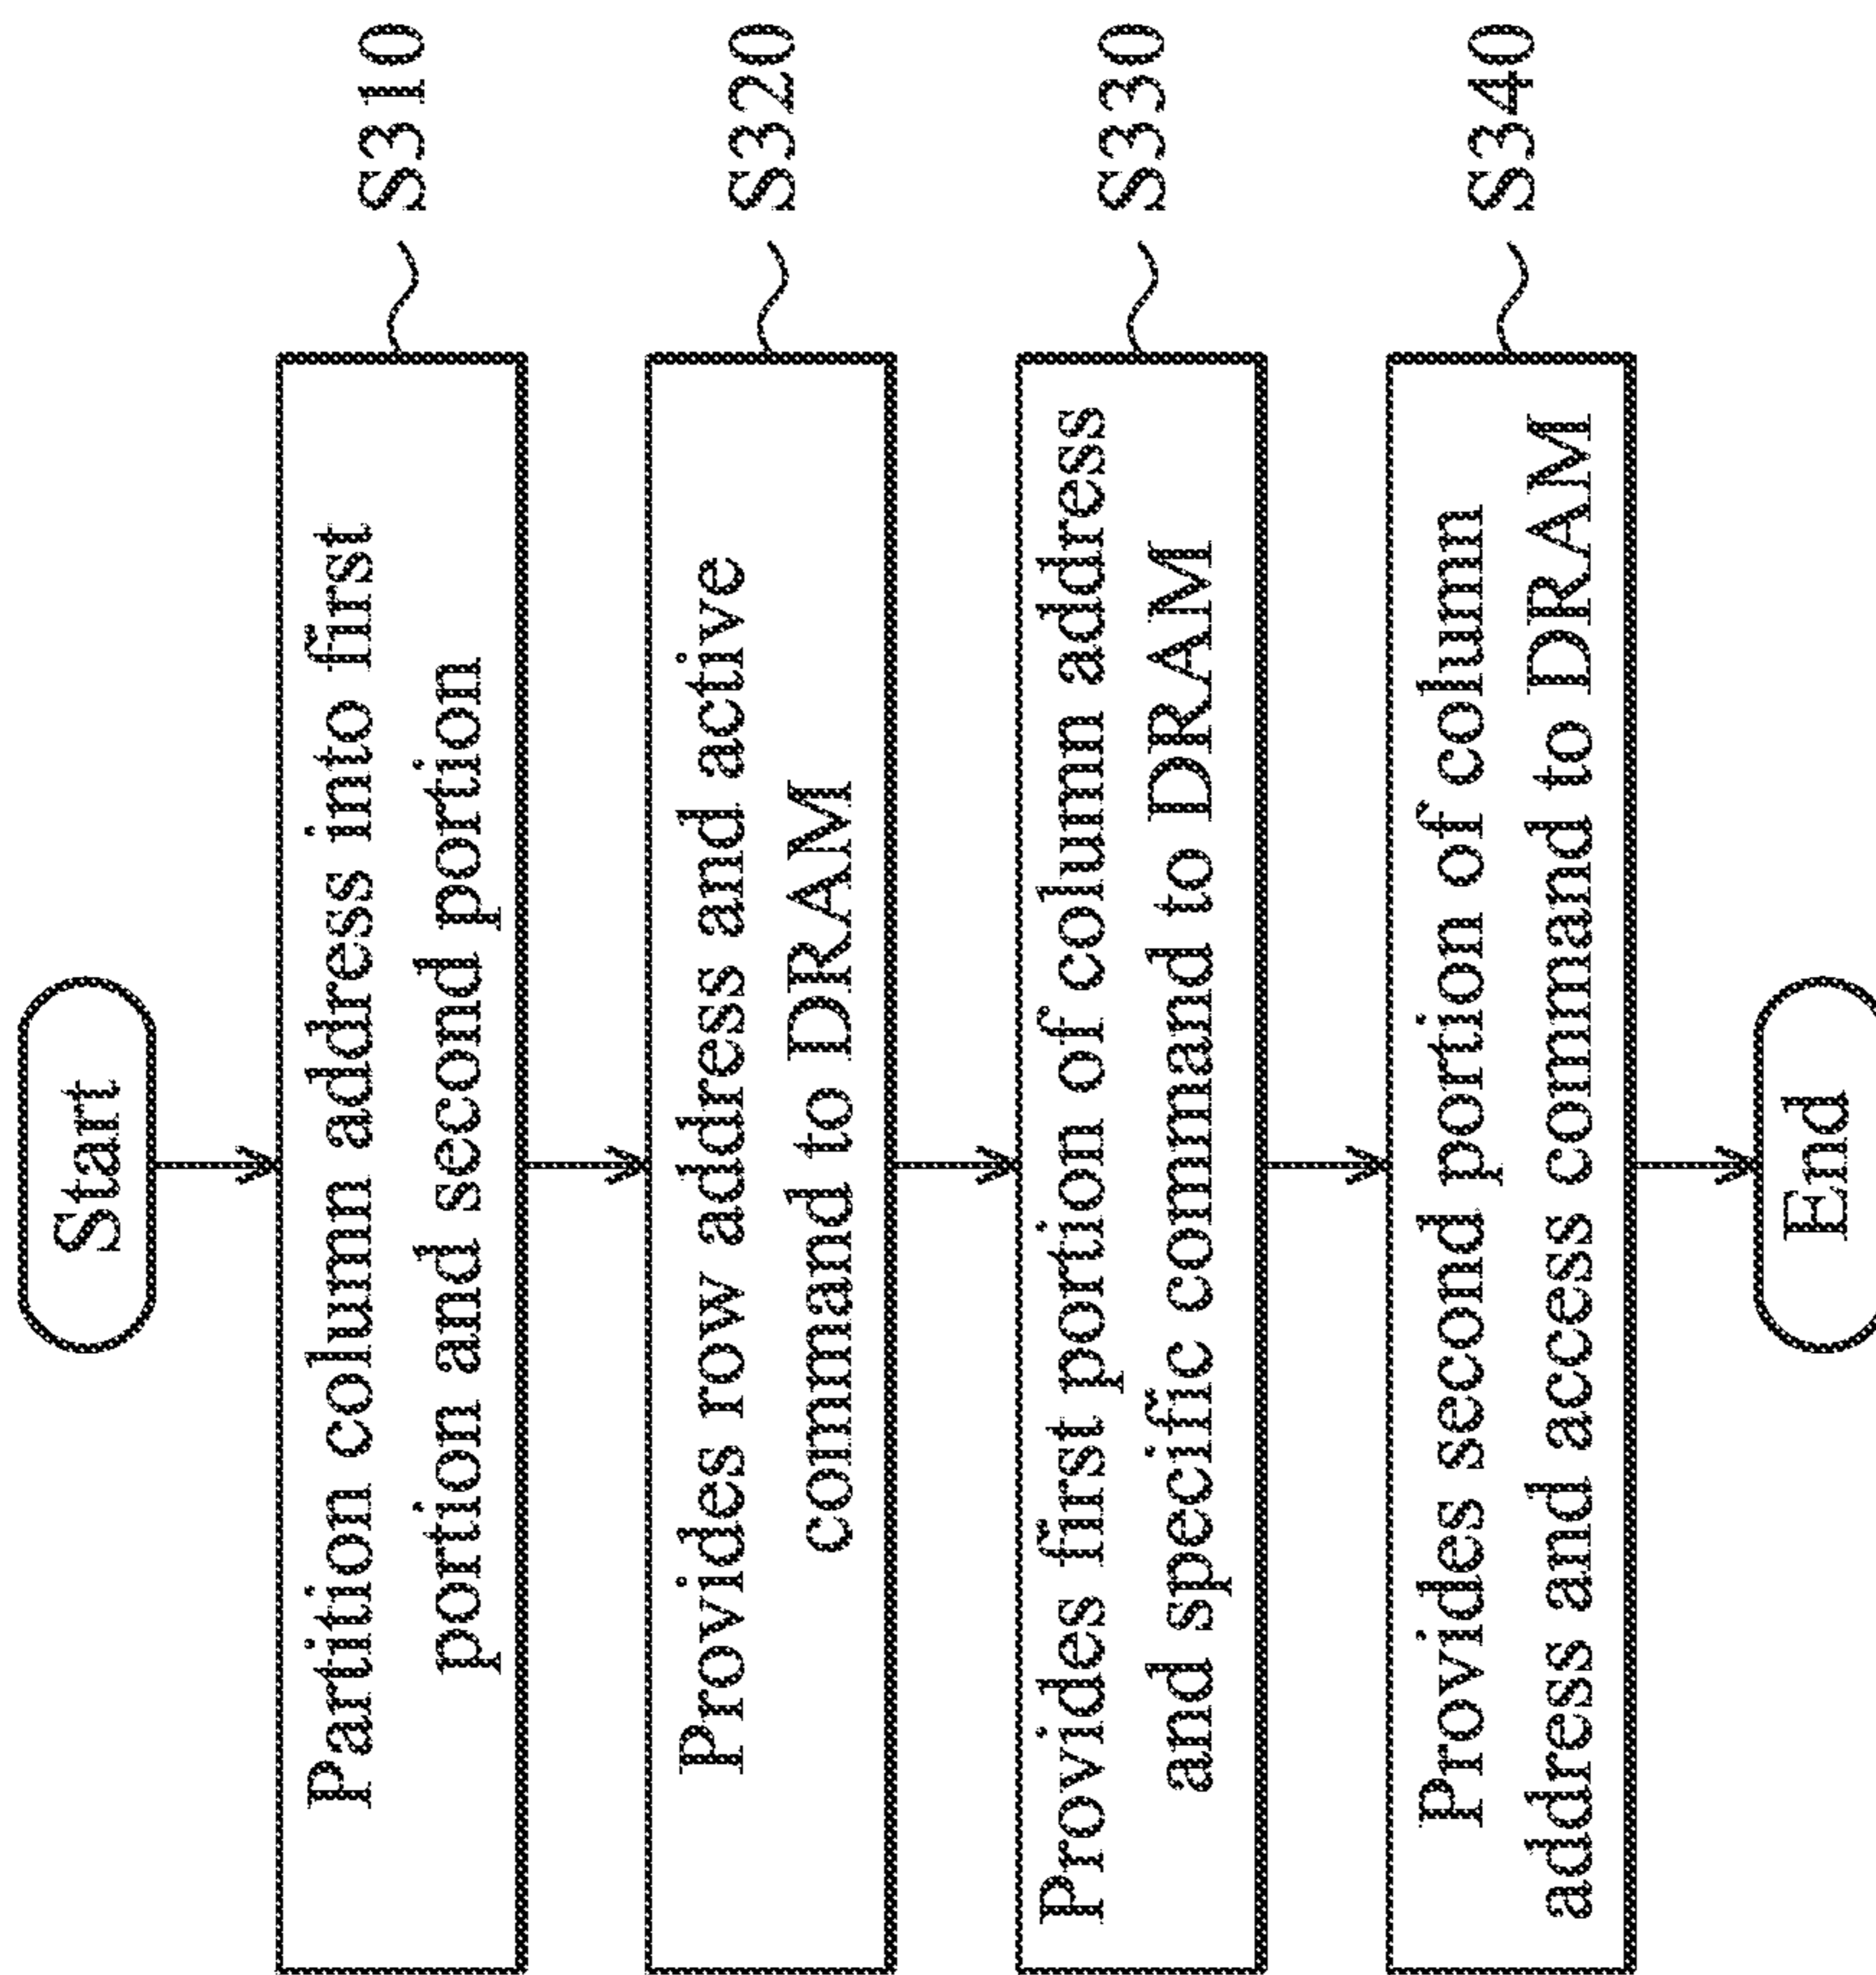 Start
Partition column address into first
portion and second portion
S310
Provides row address and active
command to DRAM
S320
Provides first portion of column address
and specific command to DRAM
S330
Provides second portion of column
address and access command to DRAM
S340
End